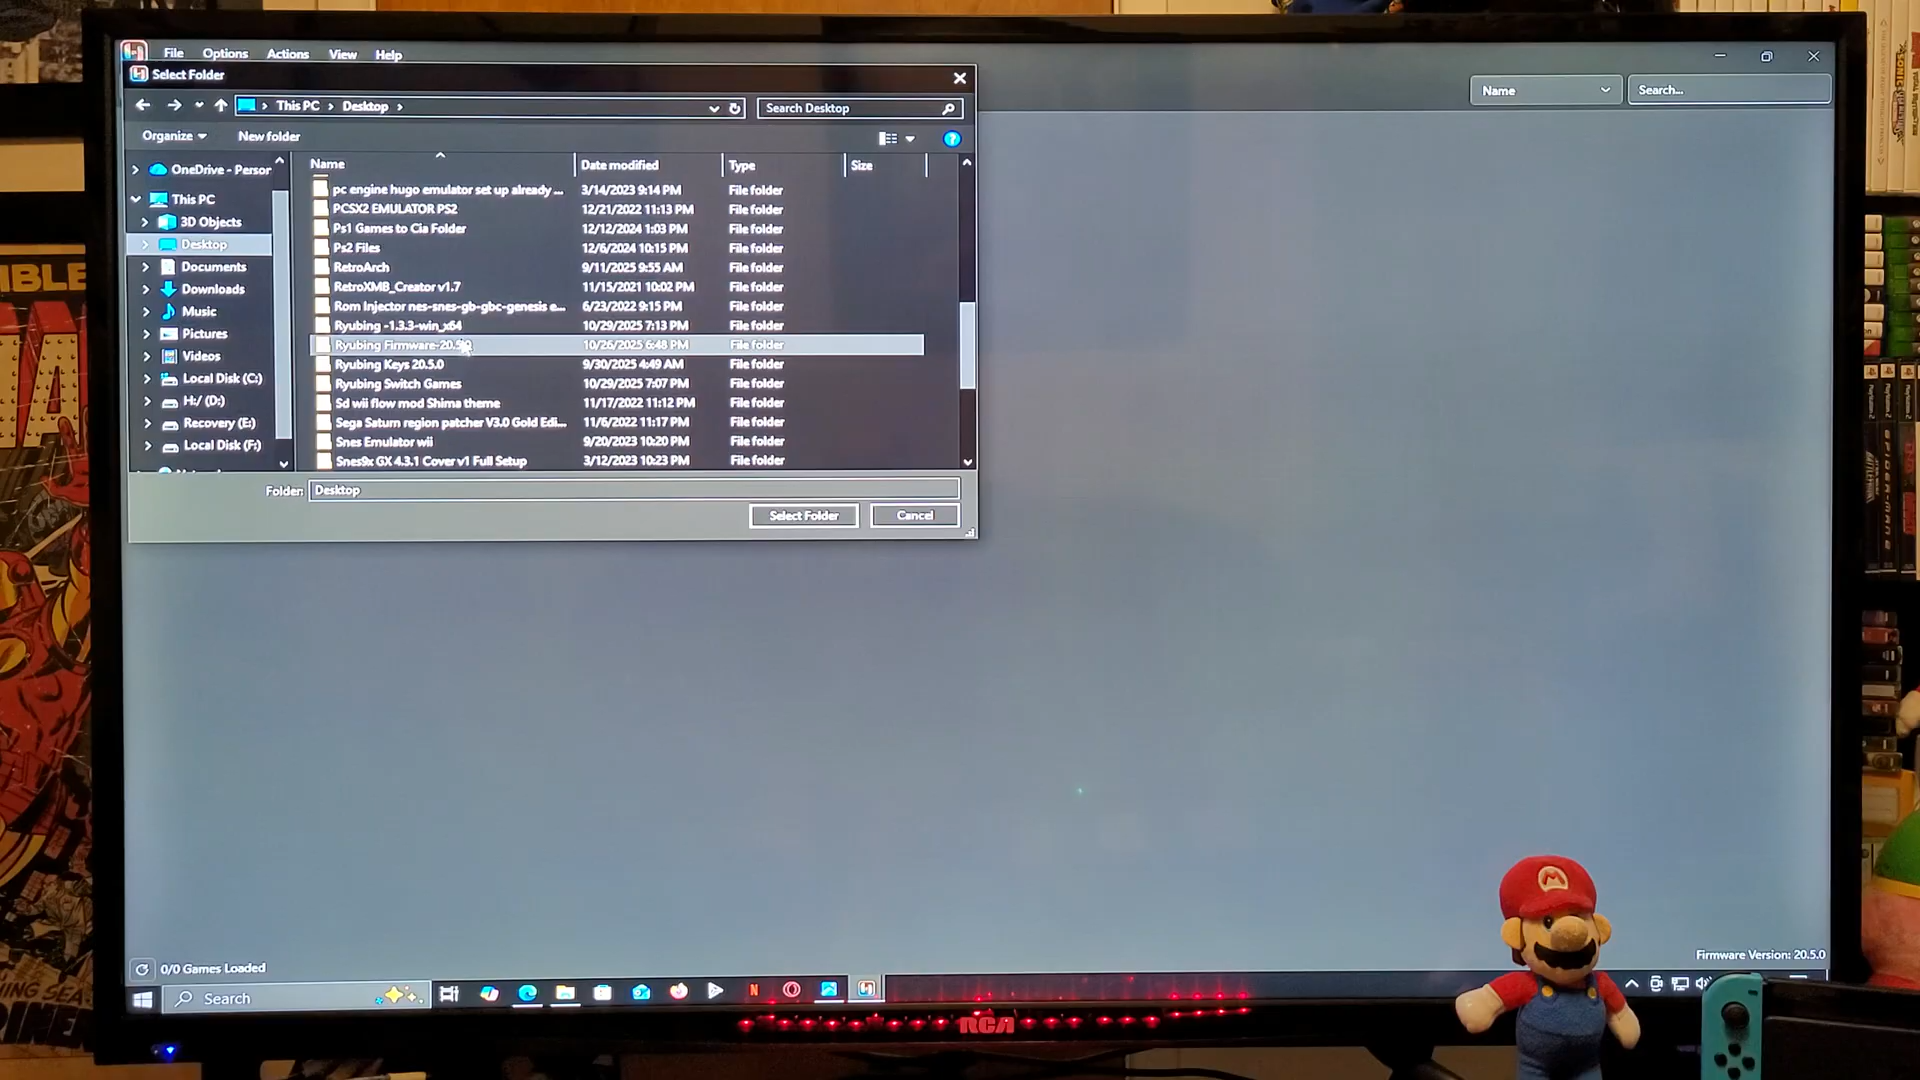 File Options Actions View Help
Select Folder
This PC > Desktop >
Search Desktop
Name
Search...
Organize
New folder
Name Date modified Type Size
OneDrive - Person
This PC
3D Objects
Desktop
Documents
Downloads
Music
Pictures
Videos
Local Disk (C:)
H:/ (D:)
Recovery (E:)
Local Disk (F:)
pc engine hugo emulator set up already ... 3/14/2023 9:14 PM File folder
PCSX2 EMULATOR PS2 12/21/2022 11:13 PM File folder
Ps1 Games to Cia Folder 12/12/2024 1:03 PM File folder
Ps2 Files 12/6/2024 10:15 PM File folder
RetroArch 9/11/2025 9:55 AM File folder
RetroXMB_Creator v1.7 11/15/2021 10:02 PM File folder
Rom Injector nes-snes-gb-gbc-genesis e... 6/23/2022 9:15 PM File folder
Ryubing -1.3.3-win_x64 10/29/2025 7:13 PM File folder
Ryubing Firmware-20.5.0 10/26/2025 6:48 PM File folder
Ryubing Keys 20.5.0 9/30/2025 4:49 AM File folder
Ryubing Switch Games 10/29/2025 7:07 PM File folder
Sd wii flow mod Shima theme 11/17/2022 11:12 PM File folder
Sega Saturn region patcher V3.0 Gold Edi... 11/6/2022 11:17 PM File folder
Snes Emulator wii 9/20/2023 10:20 PM File folder
Snes9x GX 4.3.1 Cover v1 Full Setup 3/12/2023 10:23 PM File folder
Folder: Desktop
Select Folder Cancel
0/0 Games Loaded
Firmware Version: 20.5.0
Search
RCA